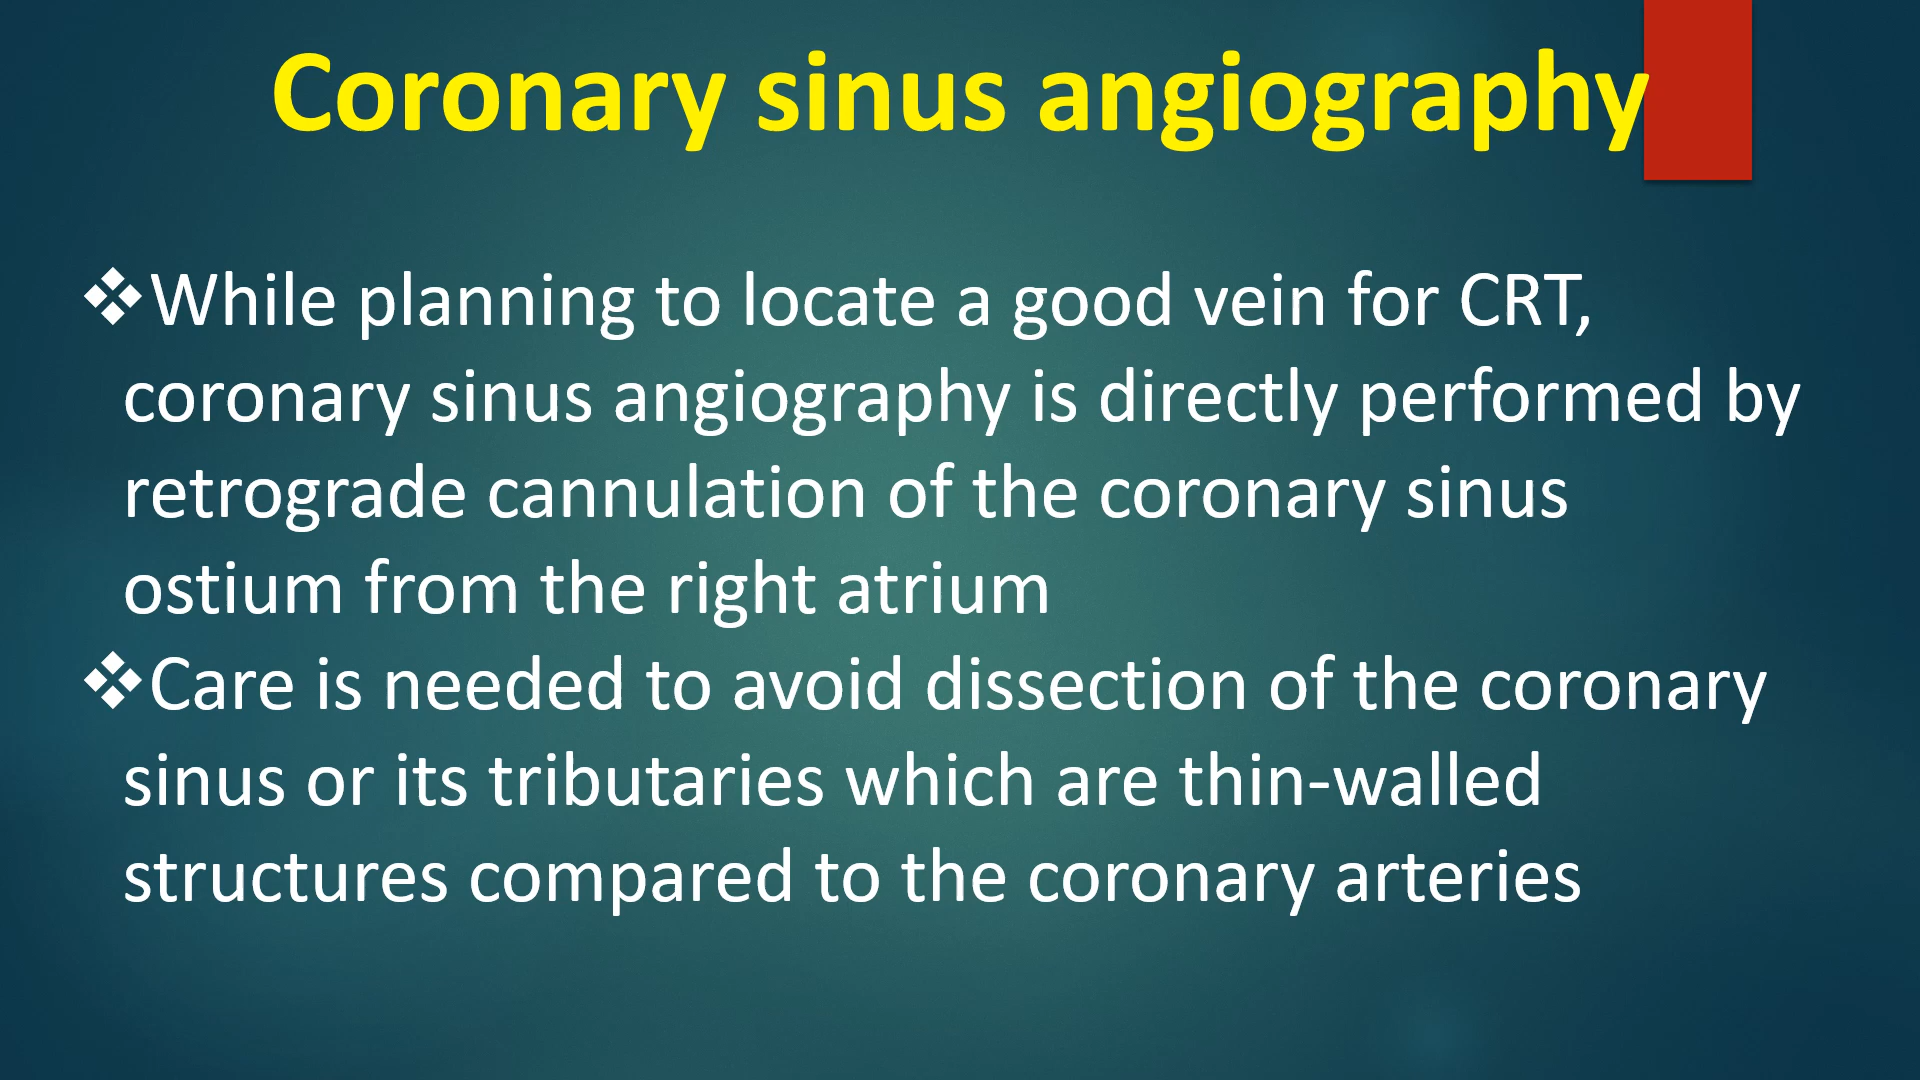 Coronary sinus angiography
❖While planning to locate a good vein for CRT,
coronary sinus angiography is directly performed by
retrograde cannulation of the coronary sinus
ostium from the right atrium
❖Care is needed to avoid dissection of the coronary
sinus or its tributaries which are thin-walled
structures compared to the coronary arteries